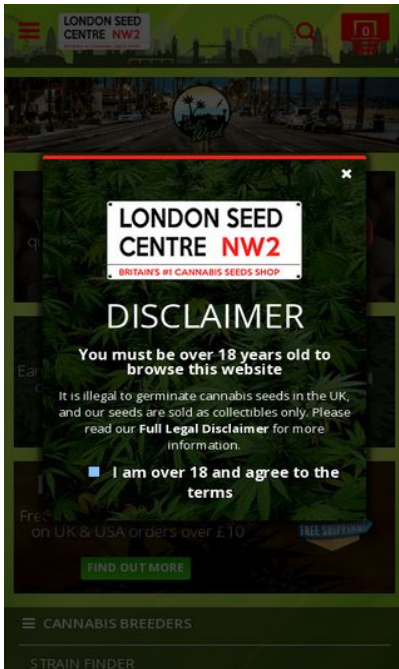 LONDON SEED
CENTRE NW2
0
LONDON SEED
CENTRE NW2
BRITAIN'S #1 CANNABIS SEEDS SHOP
DISCLAIMER
You must be over 18 years old to
browse this website
It is illegal to germinate cannabis seeds in the UK,
and our seeds are sold as collectibles only. Please
read our Full Legal Disclaimer for more
information.
I am over 18 and agree to the
terms
on UK & USA orders over £10
FREE SHIPPING
FIND OUT MORE
CANNABIS BREEDERS
STRAIN FINDER